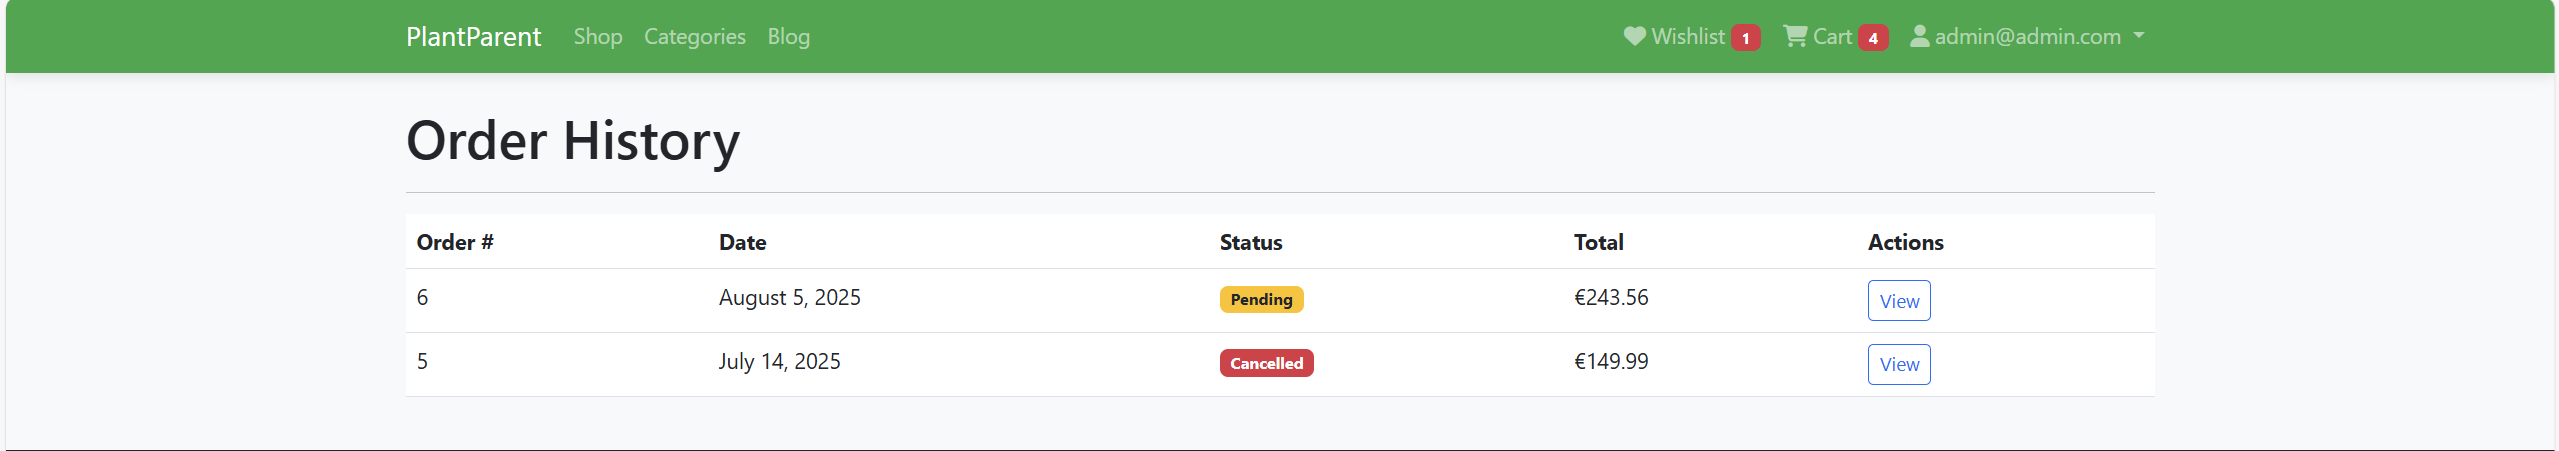 PlantParent Shop Categories Blog Wishlist 1 Cart 4 admin@admin.com
Order History
Order # Date Status Total Actions
6 August 5, 2025 Pending €243.56 View
5 July 14, 2025 Cancelled €149.99 View